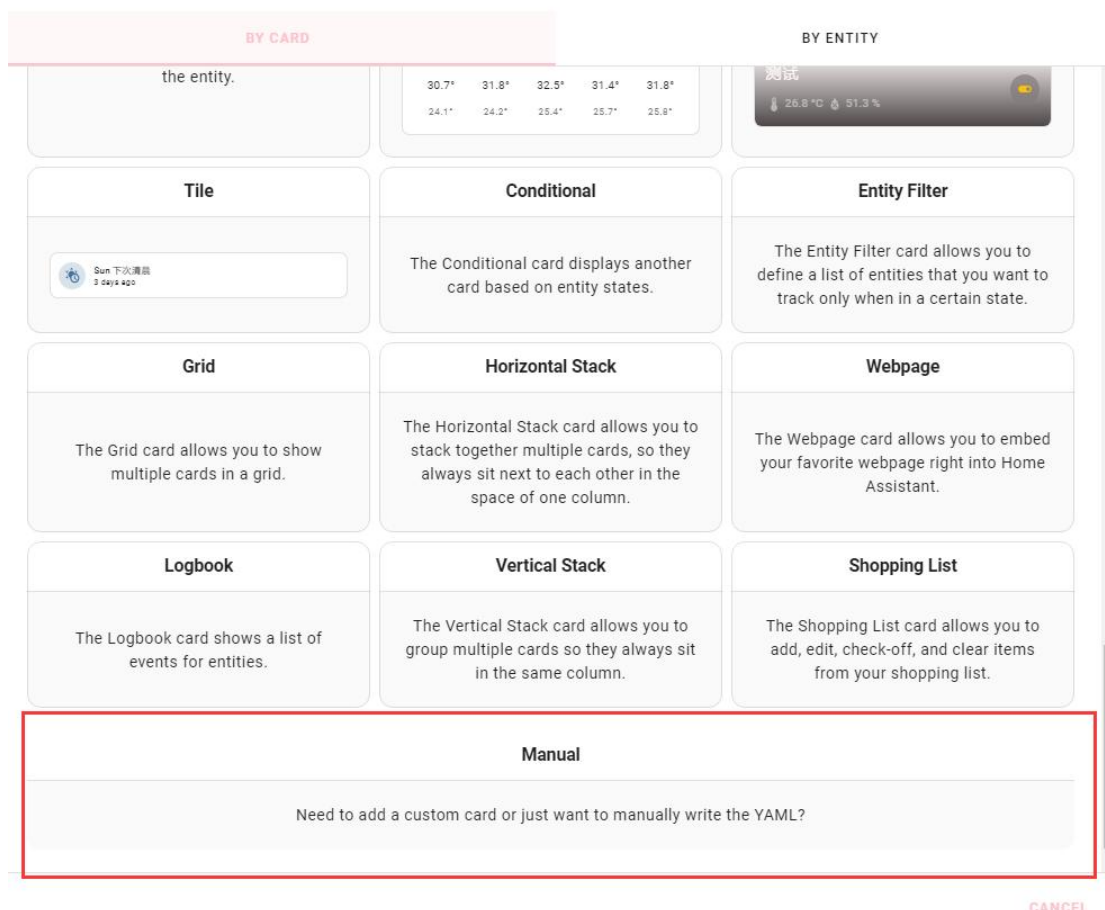 BY CARD
BY ENTITY
the entity.
30.7° 31.8° 32.5° 31.4° 31.8°
24.1° 24.2° 25.4° 25.7° 25.8°
测试
26.8 °C 51.3 %
Tile
Conditional
Entity Filter
Sun 下次清晨
3 days ago
The Conditional card displays another
card based on entity states.
The Entity Filter card allows you to
define a list of entities that you want to
track only when in a certain state.
Grid
Horizontal Stack
Webpage
The Grid card allows you to show
multiple cards in a grid.
The Horizontal Stack card allows you to
stack together multiple cards, so they
always sit next to each other in the
space of one column.
The Webpage card allows you to embed
your favorite webpage right into Home
Assistant.
Logbook
Vertical Stack
Shopping List
The Logbook card shows a list of
events for entities.
The Vertical Stack card allows you to
group multiple cards so they always sit
in the same column.
The Shopping List card allows you to
add, edit, check-off, and clear items
from your shopping list.
Manual
Need to add a custom card or just want to manually write the YAML?
CANCEL